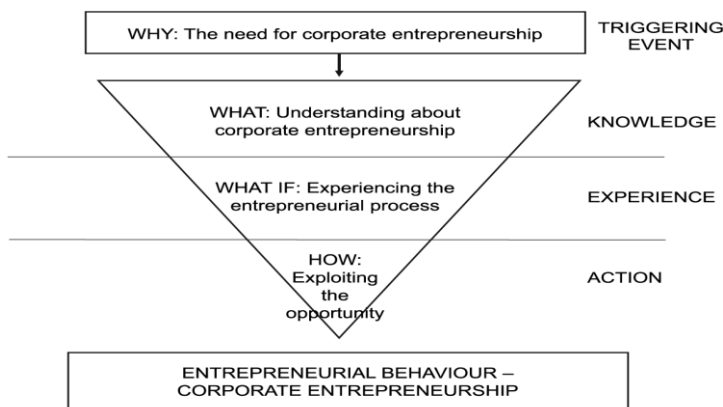 WHY: The need for corporate entrepreneurship
TRIGGERING
EVENT
WHAT: Understanding about
corporate entrepreneurship
KNOWLEDGE
WHAT IF: Experiencing the
entrepreneurial process
EXPERIENCE
HOW:
Exploiting
the
opportunity
ACTION
ENTREPRENEURIAL BEHAVIOUR –
CORPORATE ENTREPRENEURSHIP